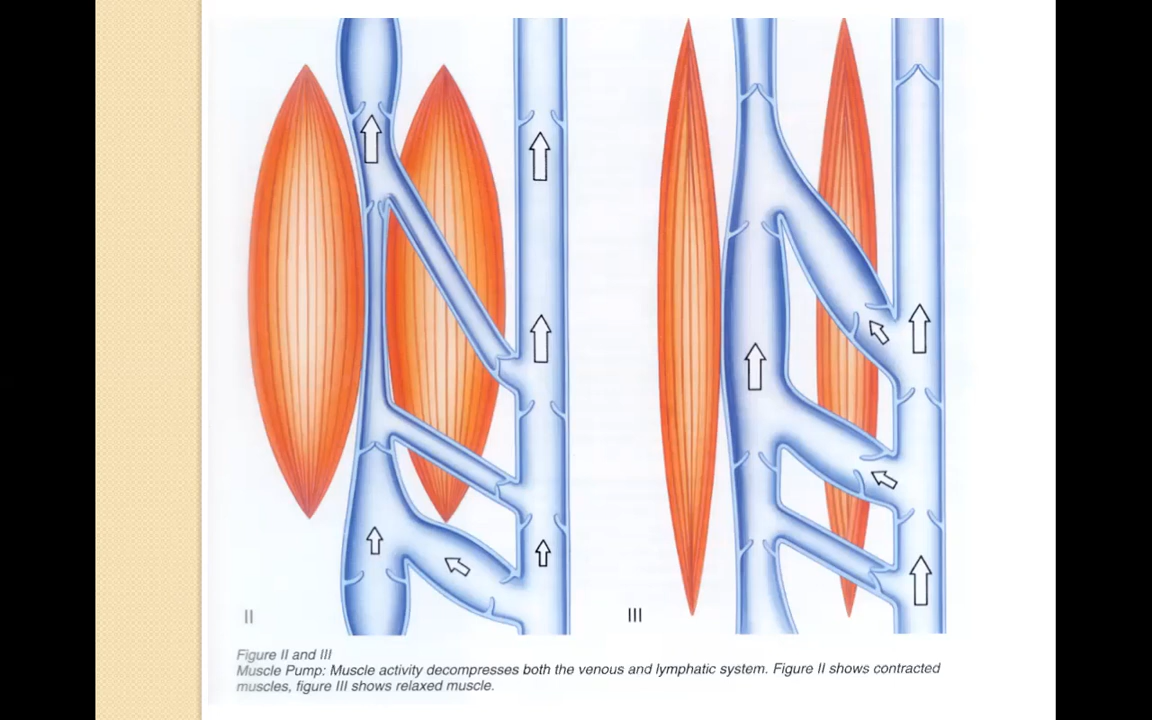 II
III
Figure II and III
Muscle Pump: Muscle activity decompresses both the venous and lymphatic system. Figure II shows contracted
muscles, figure III shows relaxed muscle.